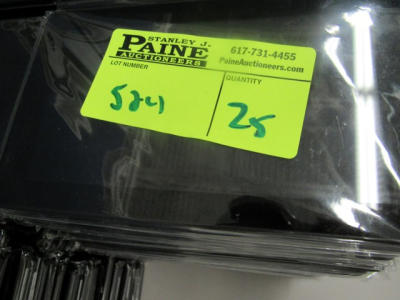 STANLEY J.
PAINE
AUCTIONEERS
617-731-4455
PaineAuctioneers.com
LOT NUMBER
QUANTITY
524
25